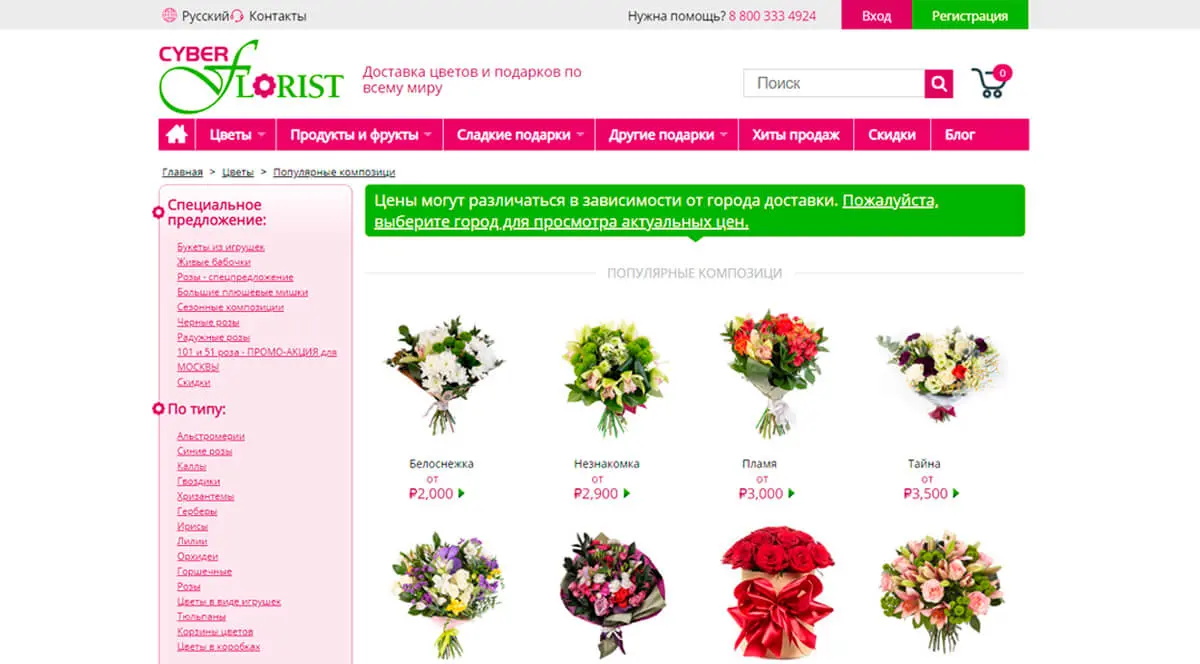 Русский Контакты
Нужна помощь? 8 800 333 4924
Вход
Регистрация
CYBER
FLORIST
Доставка цветов и подарков по
всему миру
Поиск
0
Цветы Продукты и фрукты Сладкие подарки Другие подарки Хиты продаж Скидки Блог
Главная > Цветы > Популярные композици
Специальное
предложение:
Букеты из игрушек
Живые бабочки
Розы - спецпредложение
Большие плюшевые мишки
Сезонные композиции
Черные розы
Радужные розы
101 и 51 роза - ПРОМО-АКЦИЯ для
МОСКВЫ
Скидки
По типу:
Альстромерии
Синие розы
Каллы
Гвоздики
Хризантемы
Герберы
Ирисы
Лилии
Орхидеи
Горшечные
Розы
Цветы в виде игрушек
Тюльпаны
Корзины цветов
Цветы в коробках
Цены могут различаться в зависимости от города доставки. Пожалуйста,
выберите город для просмотра актуальных цен.
ПОПУЛЯРНЫЕ КОМПОЗИЦИ
Белоснежка
от
₽2,000
Незнакомка
от
₽2,900
Пламя
от
₽3,000
Тайна
от
₽3,500